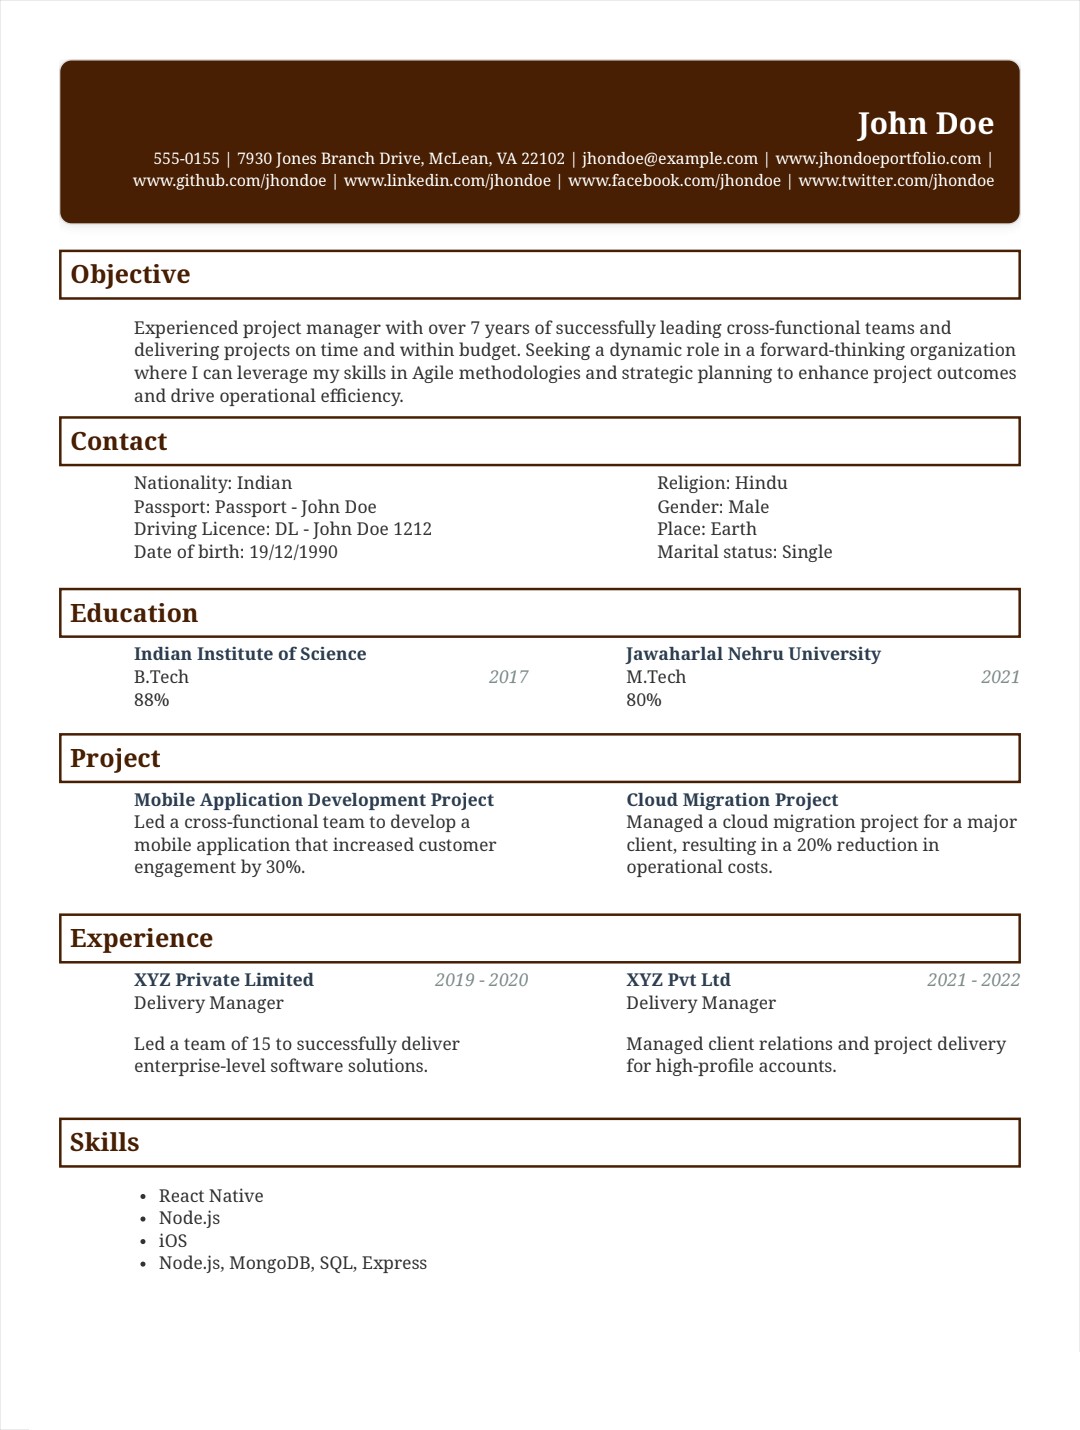 John Doe
555-0155 | 7930 Jones Branch Drive, McLean, VA 22102 | jhondoe@example.com | www.jhondoeportfolio.com |
www.github.com/jhondoe | www.linkedin.com/jhondoe | www.facebook.com/jhondoe | www.twitter.com/jhondoe
Objective
Experienced project manager with over 7 years of successfully leading cross-functional teams and
delivering projects on time and within budget. Seeking a dynamic role in a forward-thinking organization
where I can leverage my skills in Agile methodologies and strategic planning to enhance project outcomes
and drive operational efficiency.
Contact
Nationality: Indian
Passport: Passport - John Doe
Driving Licence: DL - John Doe 1212
Date of birth: 19/12/1990
Religion: Hindu
Gender: Male
Place: Earth
Marital status: Single
Education
Indian Institute of Science
B.Tech 2017
88%
Jawaharlal Nehru University
M.Tech 2021
80%
Project
Mobile Application Development Project
Led a cross-functional team to develop a
mobile application that increased customer
engagement by 30%.
Cloud Migration Project
Managed a cloud migration project for a major
client, resulting in a 20% reduction in
operational costs.
Experience
XYZ Private Limited 2019 - 2020
Delivery Manager
Led a team of 15 to successfully deliver
enterprise-level software solutions.
XYZ Pvt Ltd 2021 - 2022
Delivery Manager
Managed client relations and project delivery
for high-profile accounts.
Skills
• React Native
• Node.js
• iOS
• Node.js, MongoDB, SQL, Express